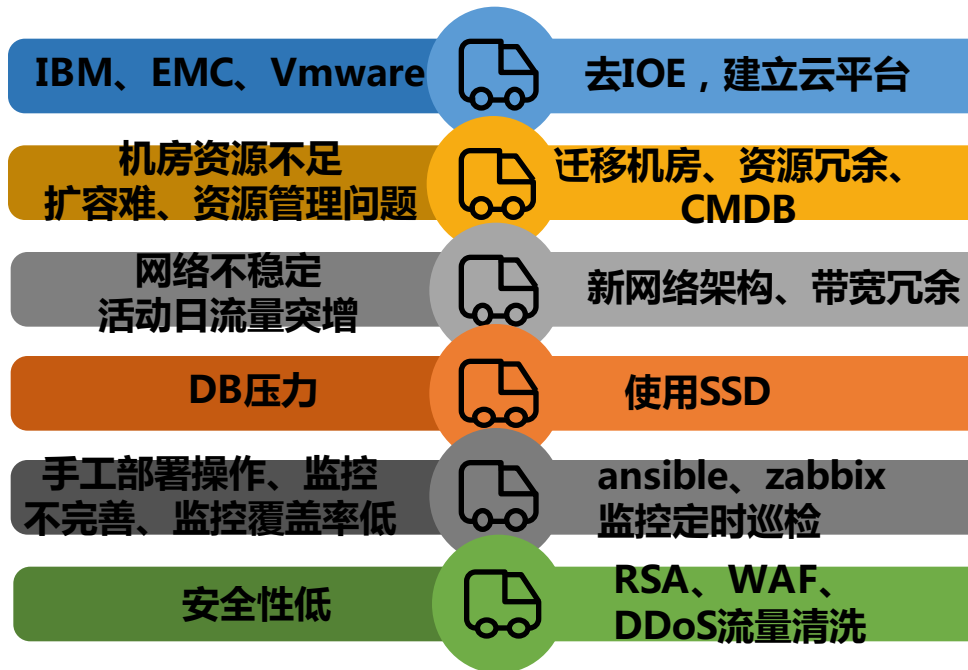 IBM、EMC、Vmware
去IOE，建立云平台
机房资源不足
扩容难、资源管理问题
迁移机房、资源冗余、
CMDB
网络不稳定
活动日流量突增
新网络架构、带宽冗余
DB压力
使用SSD
手工部署操作、监控
不完善、监控覆盖率低
ansible、zabbix
监控定时巡检
安全性低
RSA、WAF、
DDoS流量清洗